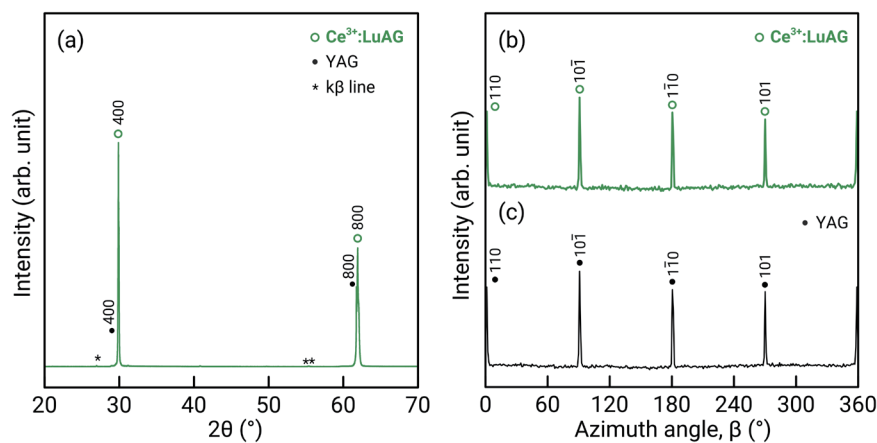 (a)
Ce³⁺:LuAG
YAG
* kβ line
400
400
800
800
*
**
Intensity (arb. unit)
20 30 40 50 60 70
2θ (°)
(b)
Ce³⁺:LuAG
110
101̄
11̄0
101
(c)
YAG
110
101̄
11̄0
101
Intensity (arb. unit)
0 60 120 180 240 300 360
Azimuth angle, β (°)